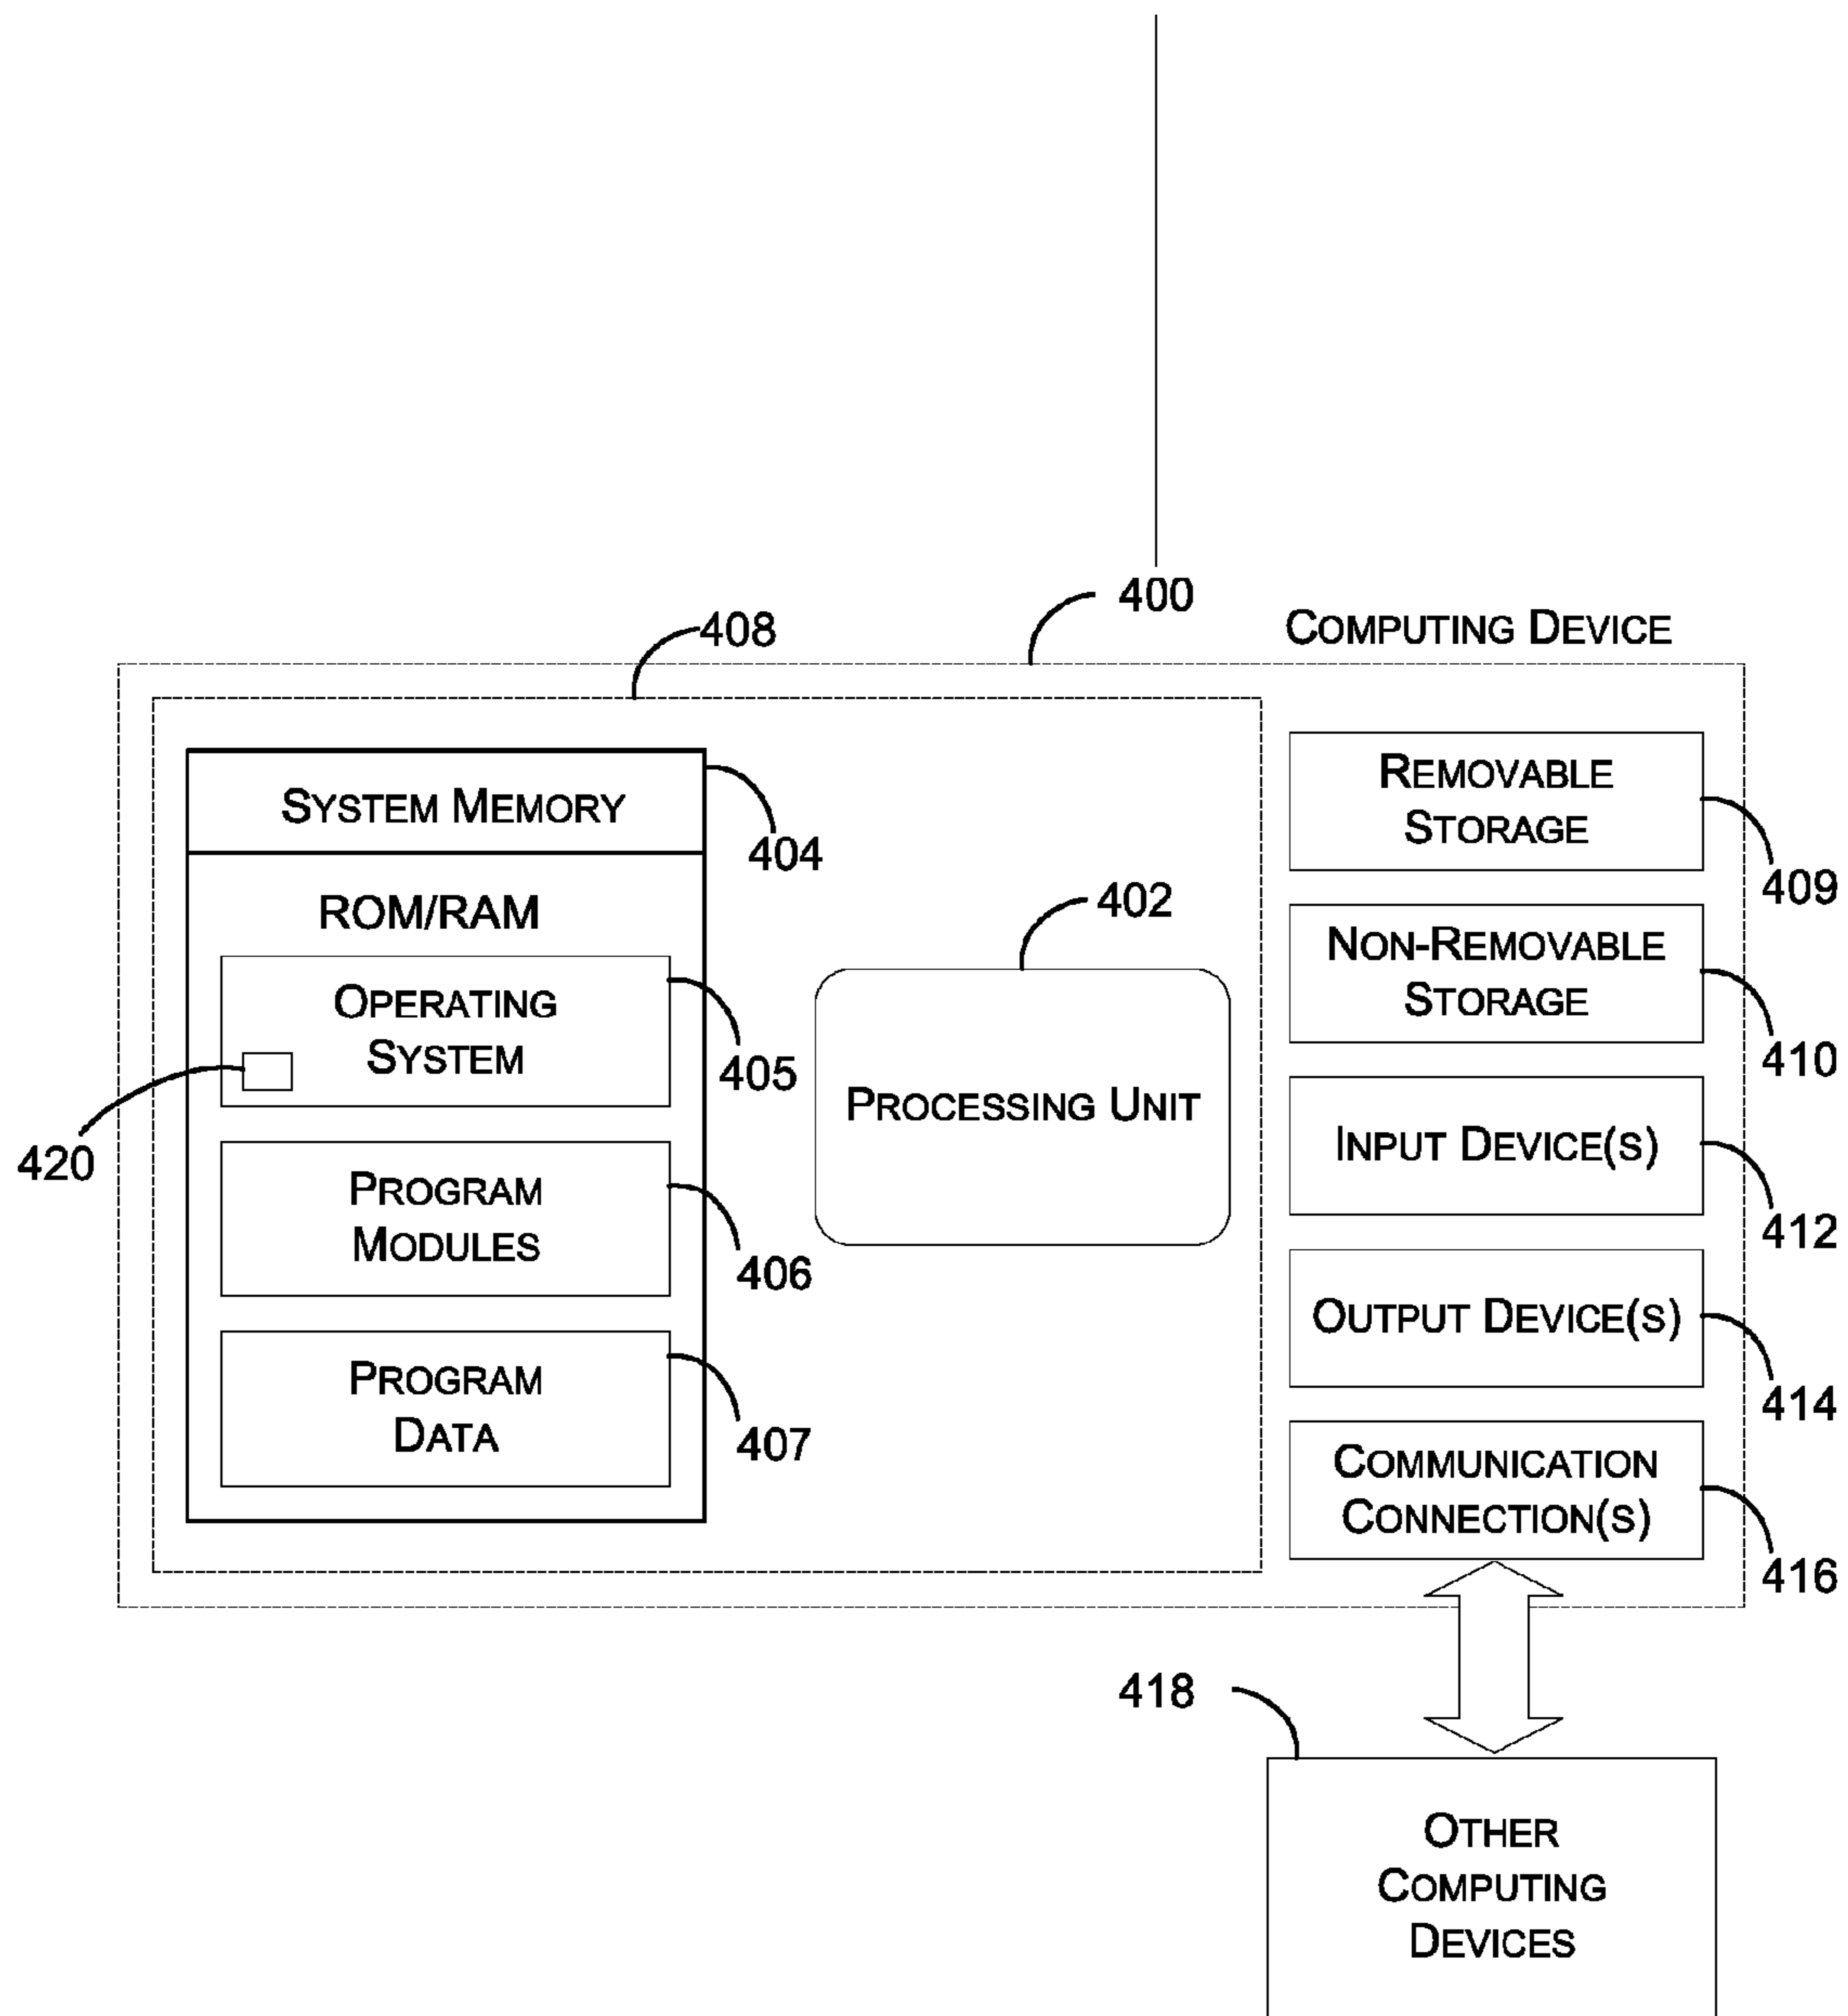 400
COMPUTING DEVICE
408
SYSTEM MEMORY
404
ROM/RAM
OPERATING
SYSTEM
405
420
PROGRAM
MODULES
406
PROGRAM
DATA
407
402
PROCESSING UNIT
REMOVABLE
STORAGE
409
NON-REMOVABLE
STORAGE
410
INPUT DEVICE(S)
412
OUTPUT DEVICE(S)
414
COMMUNICATION
CONNECTION(S)
416
418
OTHER
COMPUTING
DEVICES